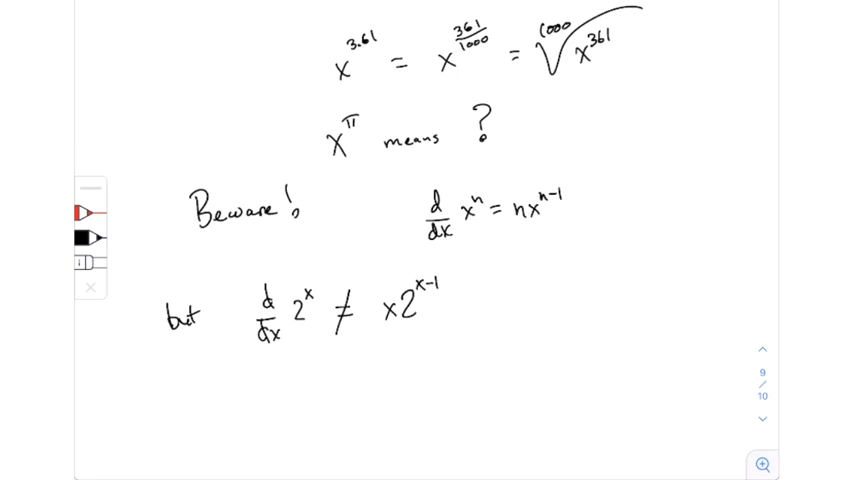 x^3.61 = x^(361/1000) = ¹⁰⁰⁰√(x^361)
x^π means ?
Beware! d/dx x^n = nx^(n-1)
but d/dx 2^x ≠ x2^(x-1)
9
/
10